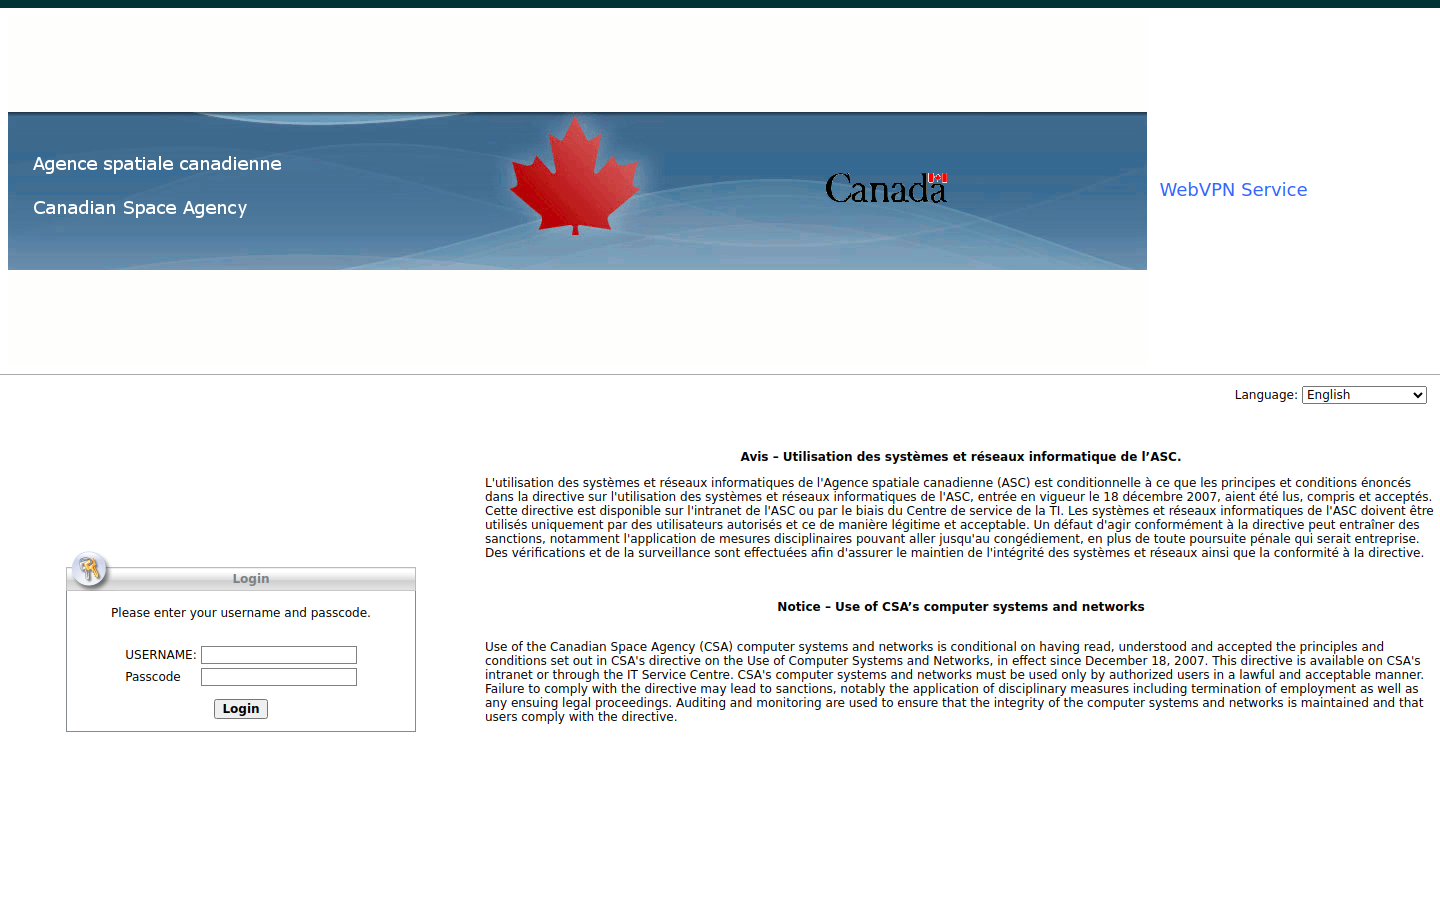 Agence spatiale canadienne
Canadian Space Agency
Canada
WebVPN Service
Language: English
Avis – Utilisation des systèmes et réseaux informatique de l’ASC.
L'utilisation des systèmes et réseaux informatiques de l'Agence spatiale canadienne (ASC) est conditionnelle à ce que les principes et conditions énoncés
dans la directive sur l'utilisation des systèmes et réseaux informatiques de l'ASC, entrée en vigueur le 18 décembre 2007, aient été lus, compris et acceptés.
Cette directive est disponible sur l'intranet de l'ASC ou par le biais du Centre de service de la TI. Les systèmes et réseaux informatiques de l'ASC doivent être
utilisés uniquement par des utilisateurs autorisés et ce de manière légitime et acceptable. Un défaut d'agir conformément à la directive peut entraîner des
sanctions, notamment l'application de mesures disciplinaires pouvant aller jusqu'au congédiement, en plus de toute poursuite pénale qui serait entreprise.
Des vérifications et de la surveillance sont effectuées afin d'assurer le maintien de l'intégrité des systèmes et réseaux ainsi que la conformité à la directive.
Login
Please enter your username and passcode.
USERNAME:
Passcode
Login
Notice – Use of CSA’s computer systems and networks
Use of the Canadian Space Agency (CSA) computer systems and networks is conditional on having read, understood and accepted the principles and
conditions set out in CSA's directive on the Use of Computer Systems and Networks, in effect since December 18, 2007. This directive is available on CSA's
intranet or through the IT Service Centre. CSA's computer systems and networks must be used only by authorized users in a lawful and acceptable manner.
Failure to comply with the directive may lead to sanctions, notably the application of disciplinary measures including termination of employment as well as
any ensuing legal proceedings. Auditing and monitoring are used to ensure that the integrity of the computer systems and networks is maintained and that
users comply with the directive.